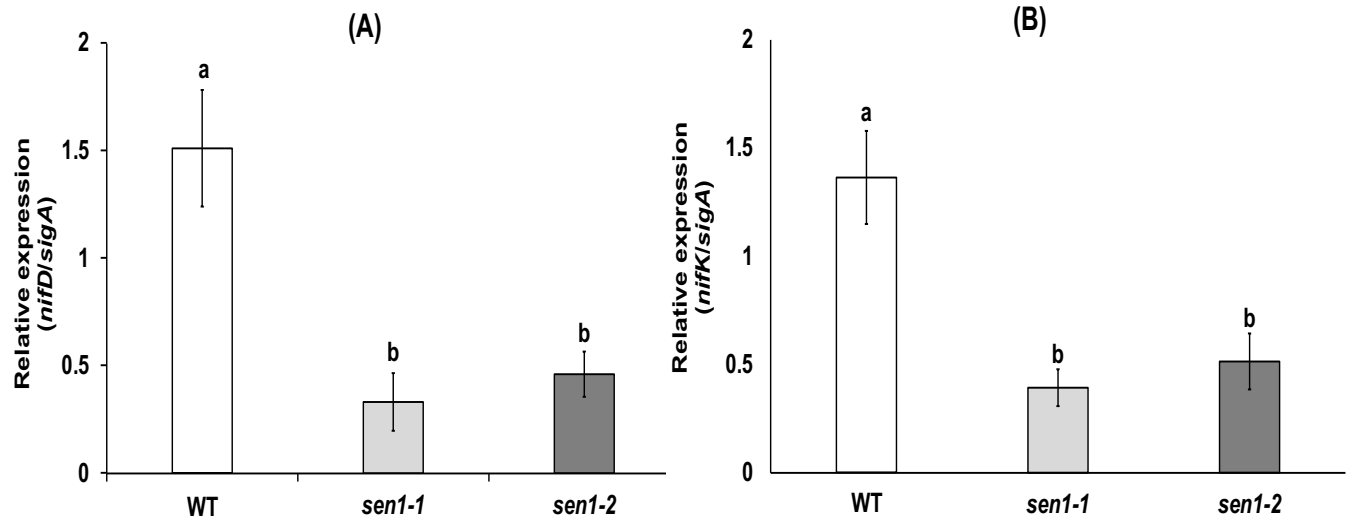 (A)
Relative expression
(nifD/sigA)
2
1.5
1
0.5
0
a
b
b
WT
sen1-1
sen1-2
(B)
Relative expression
(nifK/sigA)
2
1.5
1
0.5
0
a
b
b
WT
sen1-1
sen1-2